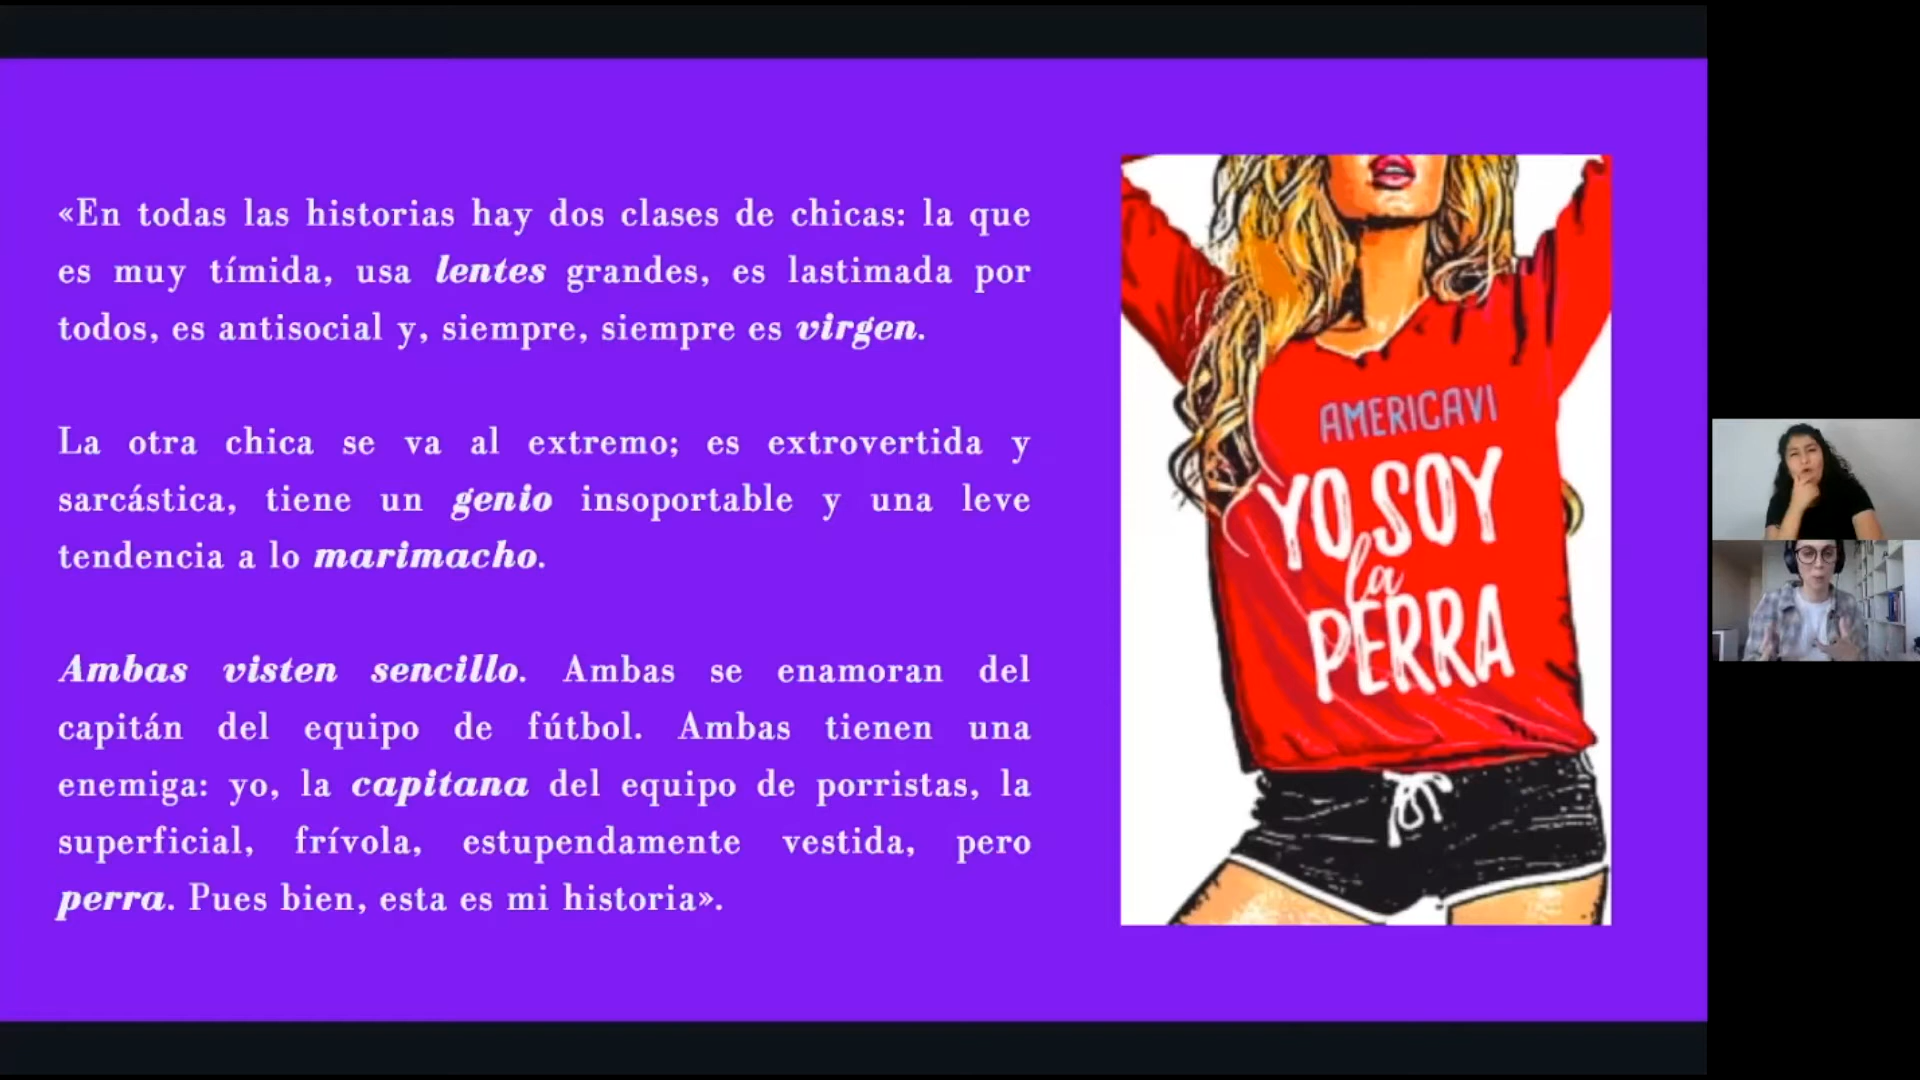 «En todas las historias hay dos clases de chicas: la que
es muy tímida, usa lentes grandes, es lastimada por
todos, es antisocial y, siempre, siempre es virgen.
La otra chica se va al extremo; es extrovertida y
sarcástica, tiene un genio insoportable y una leve
tendencia a lo marimacho.
Ambas visten sencillo. Ambas se enamoran del
capitán del equipo de fútbol. Ambas tienen una
enemiga: yo, la capitana del equipo de porristas, la
superficial, frívola, estupendamente vestida, pero
perra. Pues bien, esta es mi historia».
AMERICAVI
YO SOY
la
PERRA